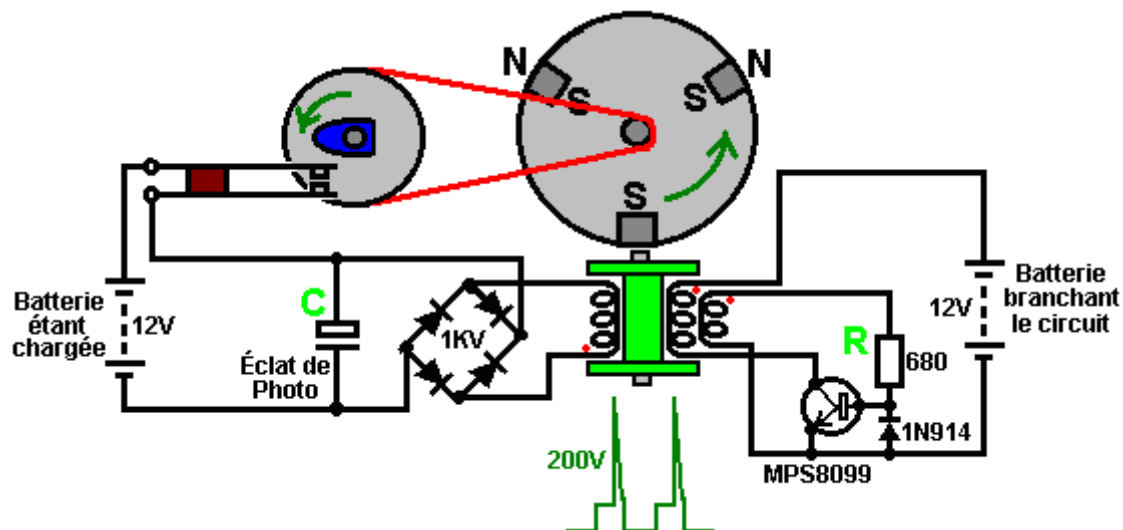 N
N
S
S
S
Batterie
étant
chargée
12V
C
Éclat de
Photo
1KV
12V
Batterie
branchant
le circuit
R
680
1N914
MPS8099
200V